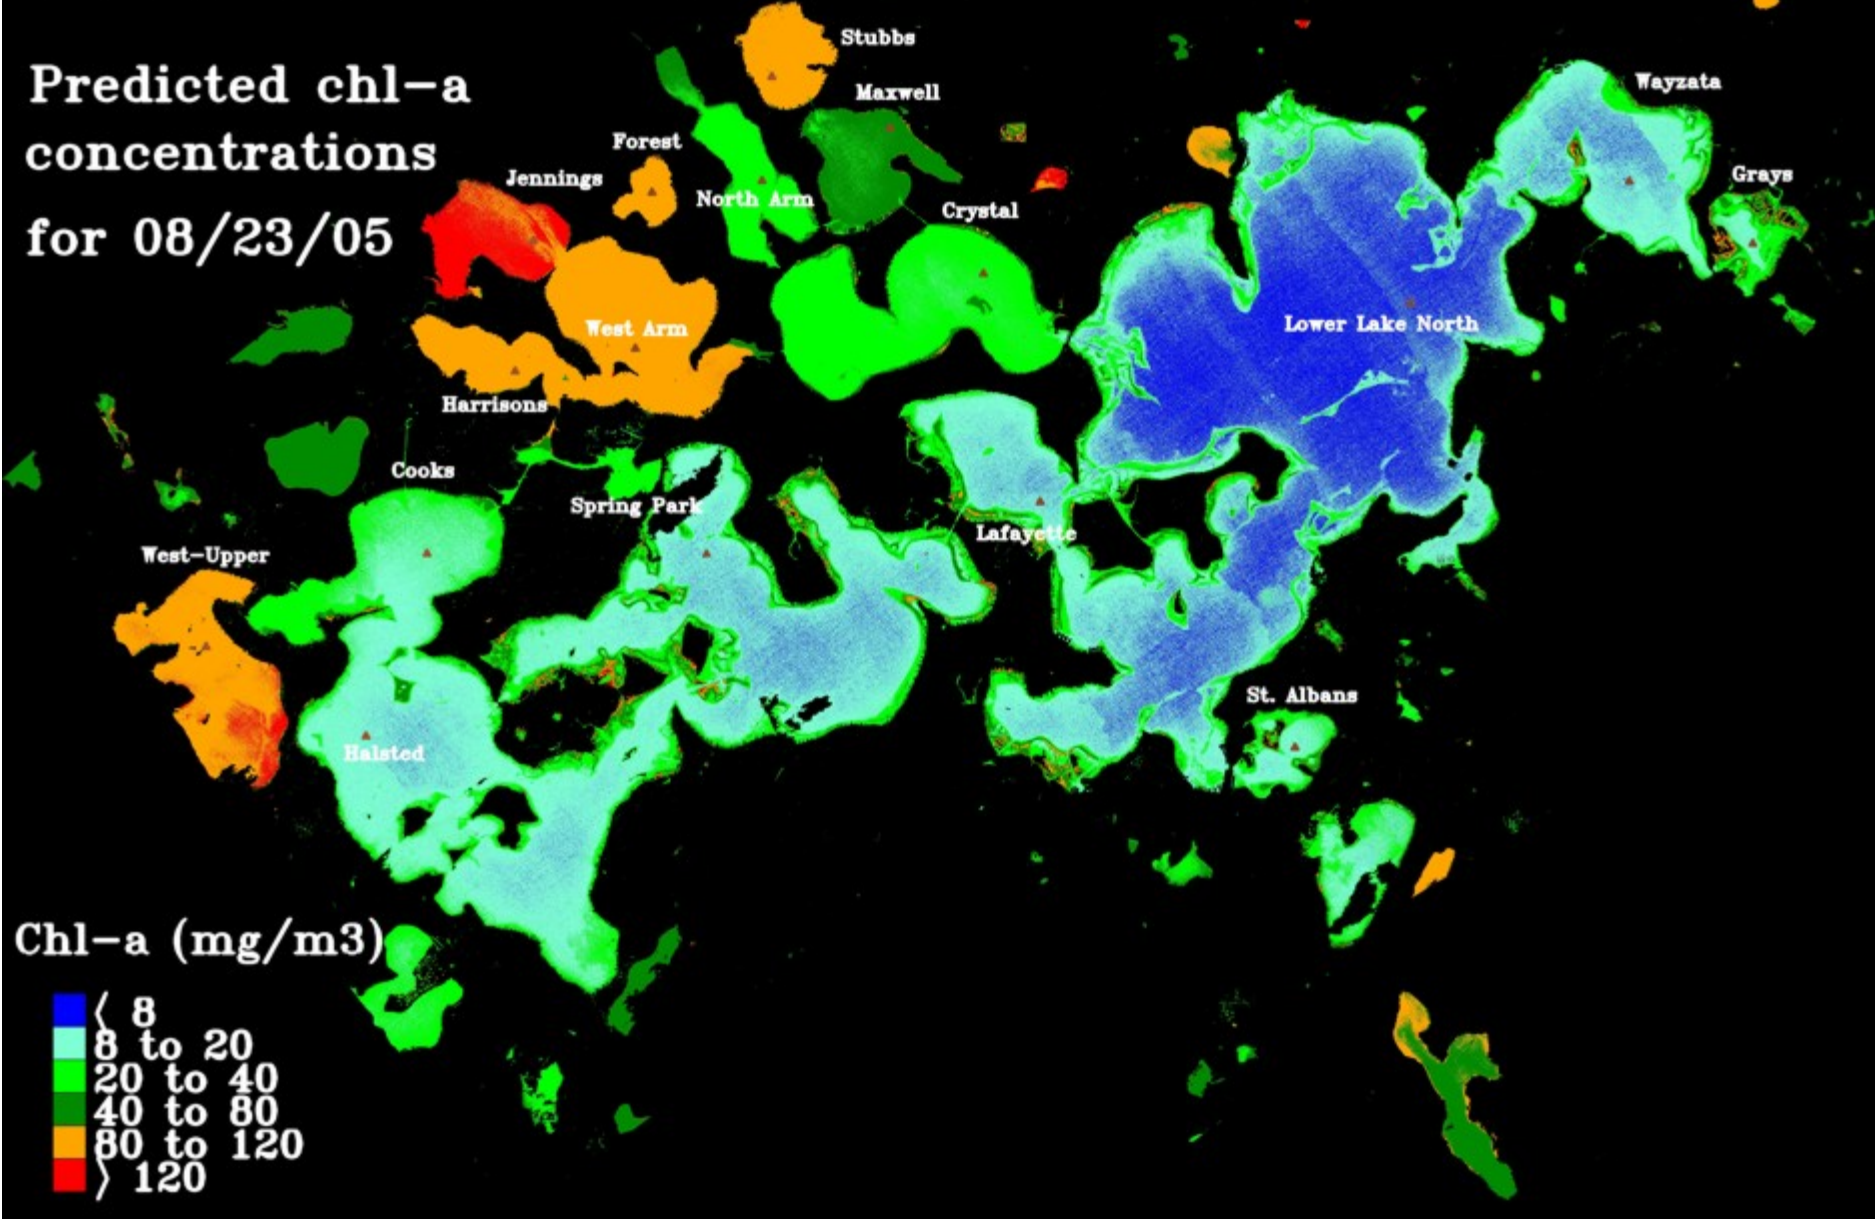 Predicted chl-a
concentrations
for 08/23/05
Stubbs
Maxwell
Wayzata
Forest
Jennings
Grays
North Arm
Crystal
West Arm
Lower Lake North
Harrisons
Cooks
Spring Park
Lafayette
West-Upper
St. Albans
Halsted
Chl-a (mg/m3)
< 8
8 to 20
20 to 40
40 to 80
80 to 120
> 120